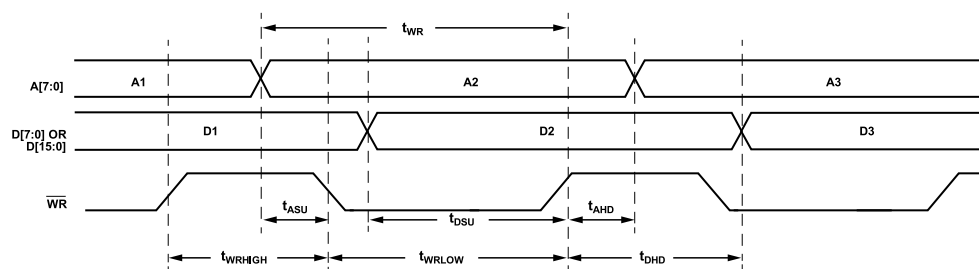 tWR
A[7:0] A1 A2 A3
D[7:0] OR
D[15:0] D1 D2 D3
WR
tASU tDSU tAHD
tWRHIGH tWRLOW tDHD